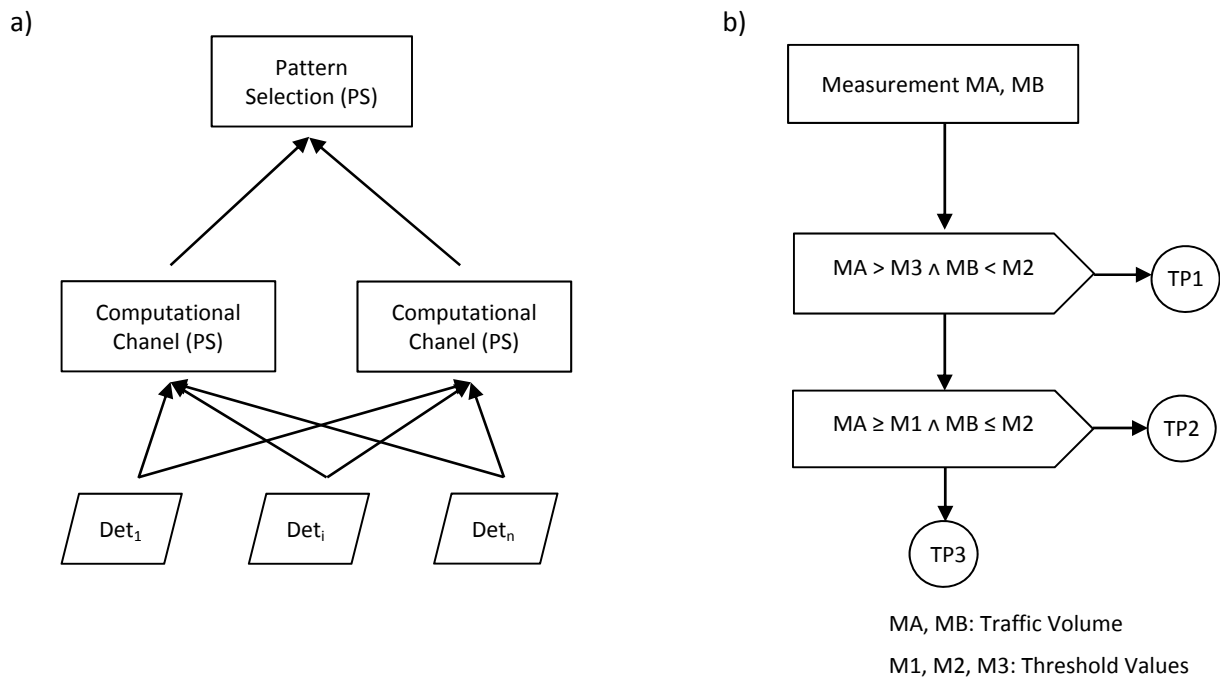 a)
Pattern
Selection (PS)
Computational
Chanel (PS)
Computational
Chanel (PS)
Det₁
Detᵢ
Detₙ
b)
Measurement MA, MB
MA > M3 ∧ MB < M2
TP1
MA ≥ M1 ∧ MB ≤ M2
TP2
TP3
MA, MB: Traffic Volume
M1, M2, M3: Threshold Values